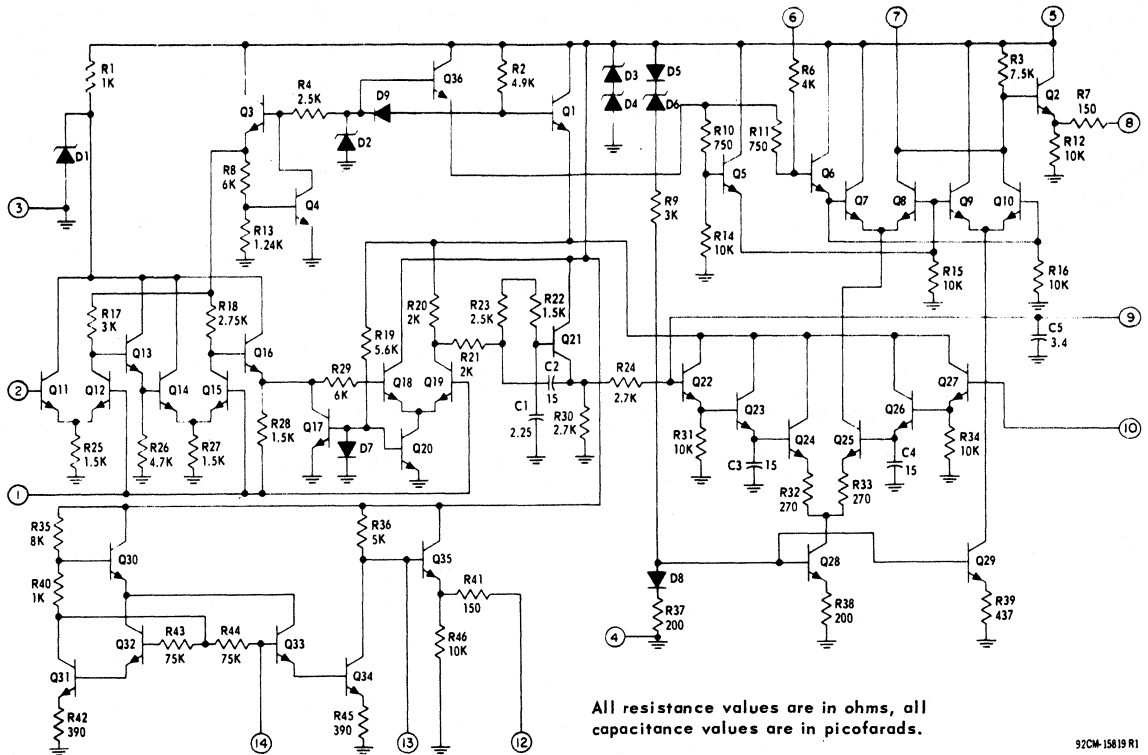 6
7
5
R1
1K
R4
2.5K
Q3
D9
Q36
R2
4.9K
Q1
D3
D4
D5
D6
R6
4K
R3
7.5K
Q2
R7
150
8
R12
10K
D1
D2
R8
6K
Q4
R10
750
R11
750
Q5
Q6
Q7
Q8
Q9
Q10
3
R13
1.24K
R9
3K
R14
10K
R15
10K
R16
10K
R17
3K
R18
2.75K
Q13
Q16
R19
5.6K
R20
2K
R23
2.5K
R22
1.5K
Q21
R21
2K
9
C5
3.4
2
Q11
Q12
Q14
Q15
R29
6K
Q18
Q19
C2
15
R24
2.7K
Q22
Q23
Q24
Q25
Q26
Q27
R28
1.5K
Q17
D7
Q20
C1
2.25
R30
2.7K
R31
10K
R34
10K
10
R25
1.5K
R26
4.7K
R27
1.5K
C3
15
C4
15
R32
270
R33
270
1
R35
8K
Q30
R36
5K
Q35
R40
1K
R41
150
D8
Q28
Q29
Q32
R43
75K
R44
75K
Q33
R46
10K
R37
200
R38
200
R39
437
4
Q31
Q34
R42
390
R45
390
14
13
12
All resistance values are in ohms, all
capacitance values are in picofarads.
92CM-15819 R1